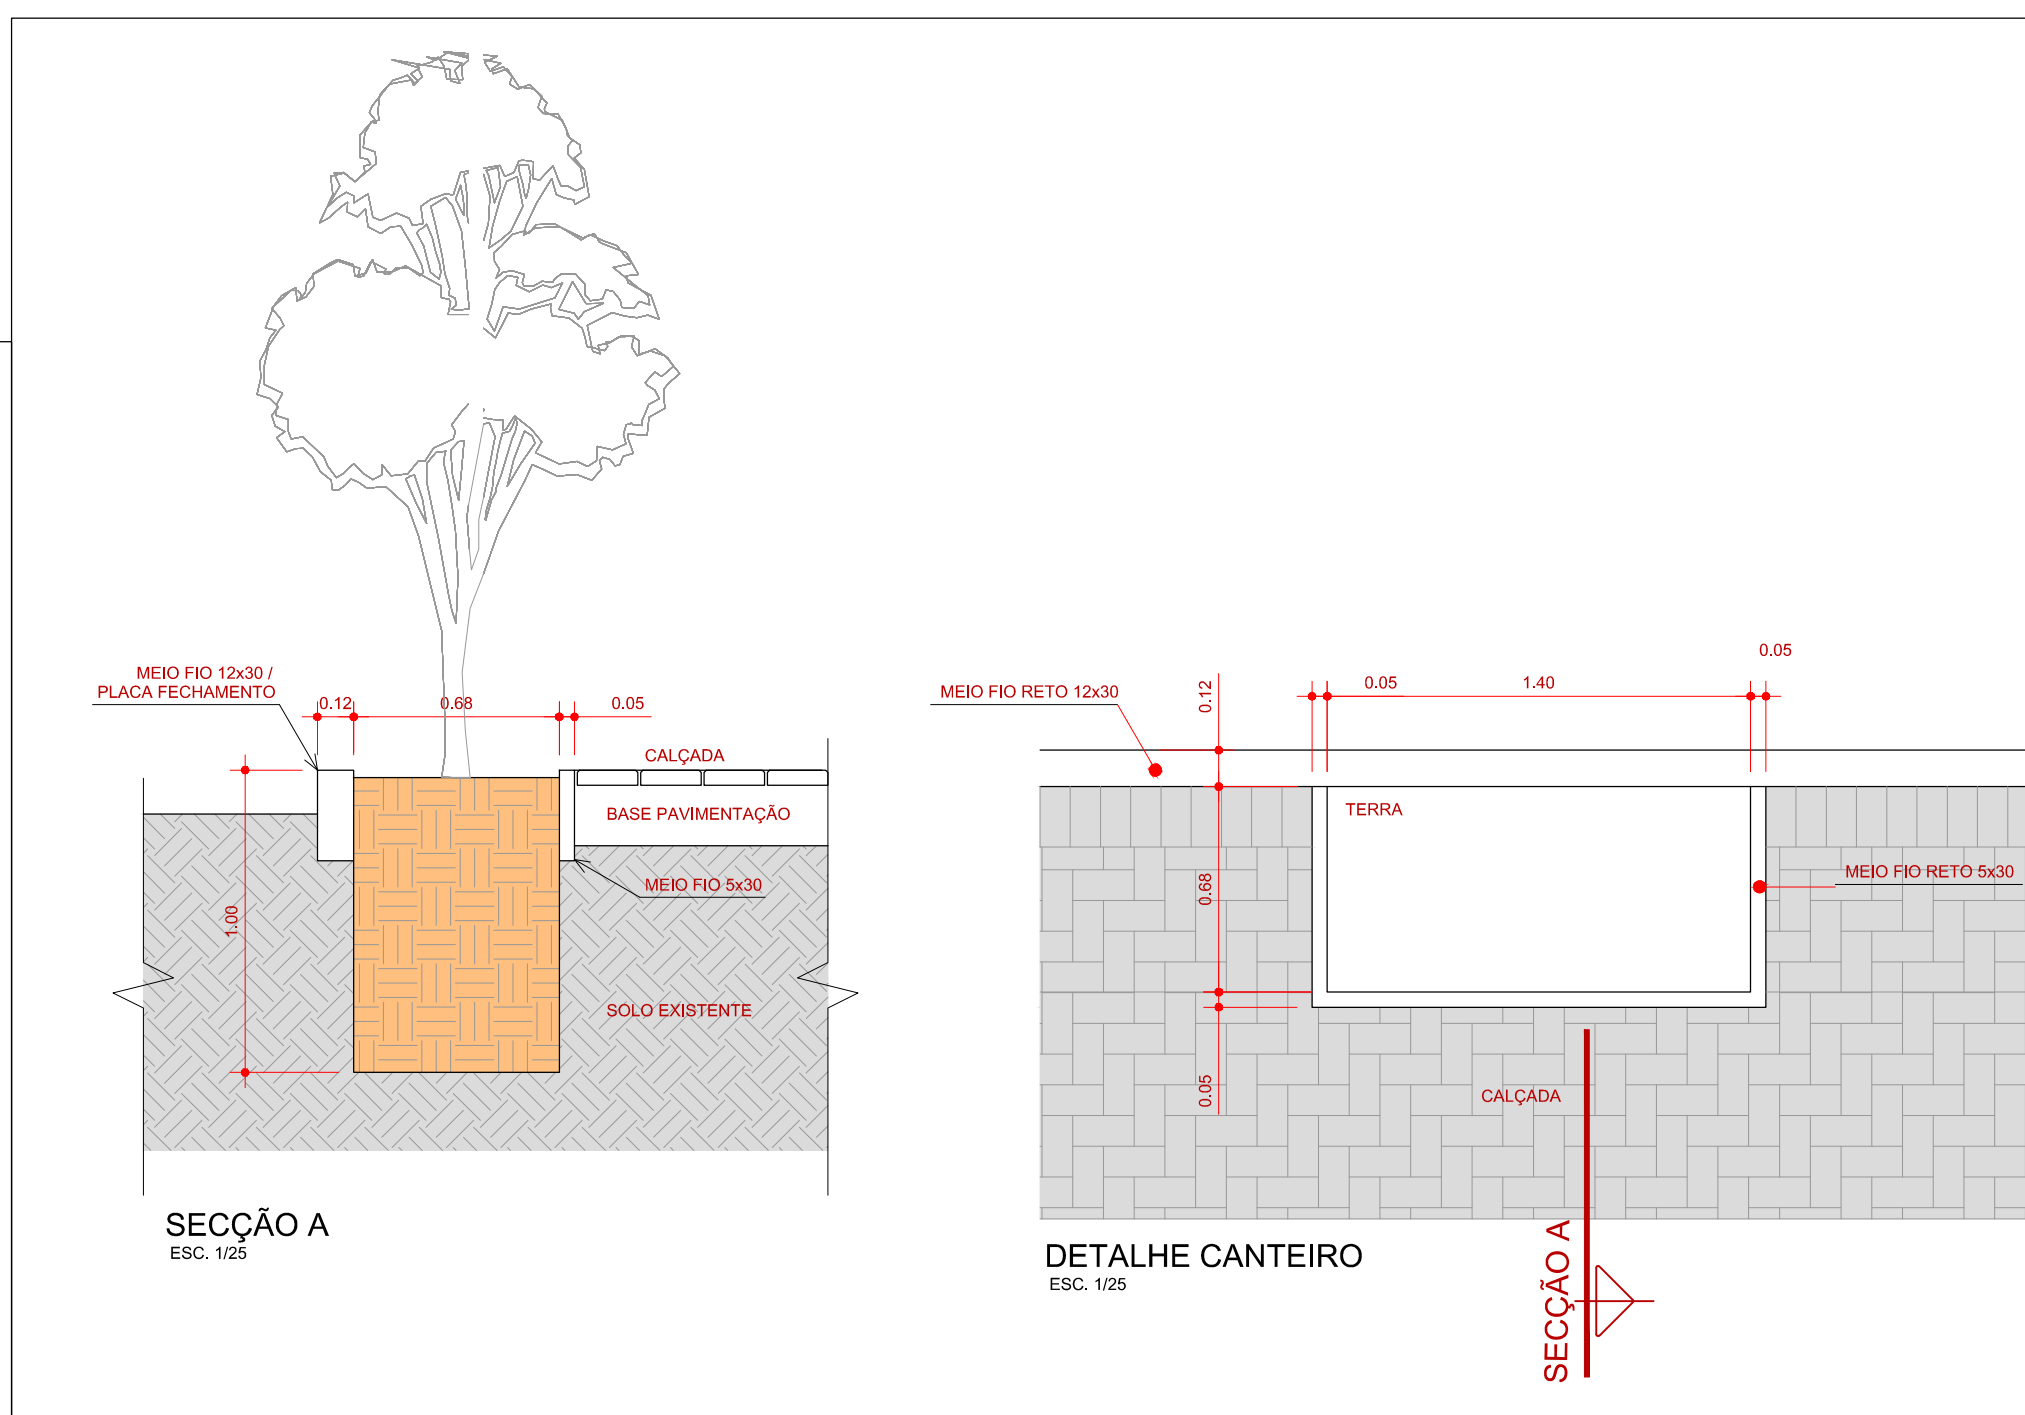 MEIO FIO 12x30 /
PLACA FECHAMENTO
0.12
0.68
0.05
CALÇADA
BASE PAVIMENTAÇÃO
MEIO FIO 5x30
1.00
SOLO EXISTENTE
SECÇÃO A
ESC. 1/25
0.05
MEIO FIO RETO 12x30
0.12
0.05
1.40
TERRA
MEIO FIO RETO 5x30
0.68
0.05
CALÇADA
DETALHE CANTEIRO
ESC. 1/25
SECÇÃO A